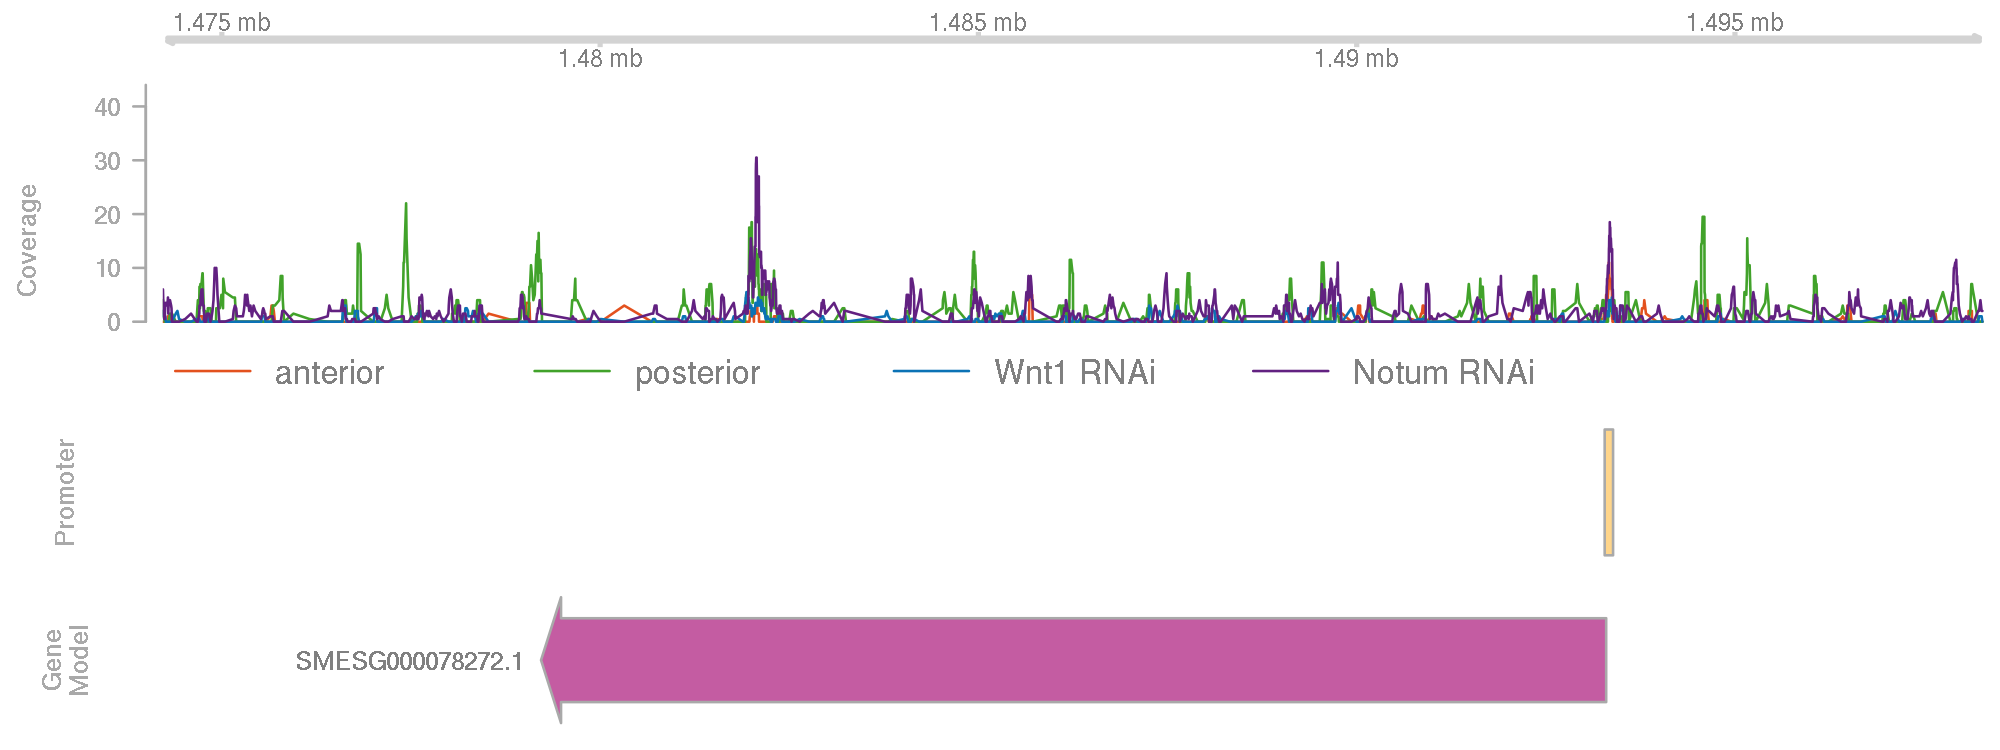 1.475 mb 1.485 mb 1.495 mb
1.48 mb 1.49 mb
Coverage
40
30
20
10
0
anterior posterior Wnt1 RNAi Notum RNAi
Promoter
Gene
Model
SMESG000078272.1